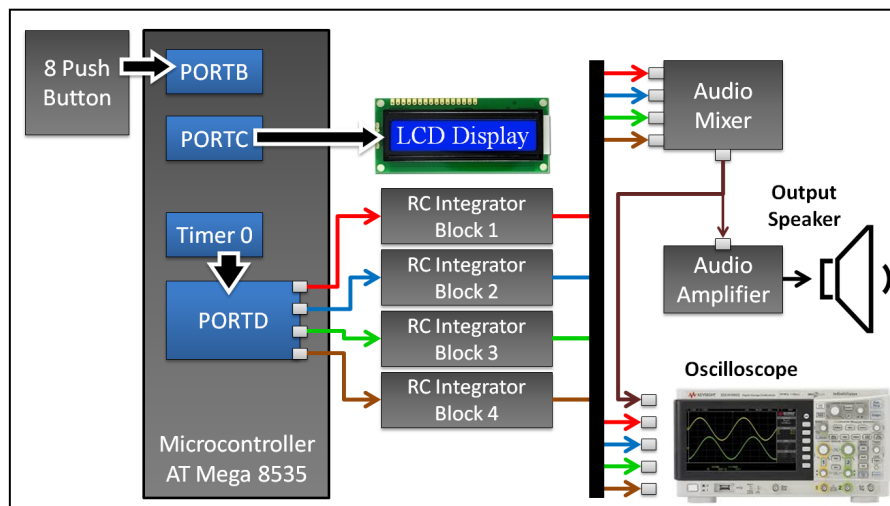 8 Push
Button
PORTB
PORTC
Timer 0
PORTD
Microcontroller
AT Mega 8535
LCD Display
RC Integrator
Block 1
RC Integrator
Block 2
RC Integrator
Block 3
RC Integrator
Block 4
Audio
Mixer
Output
Speaker
Audio
Amplifier
Oscilloscope